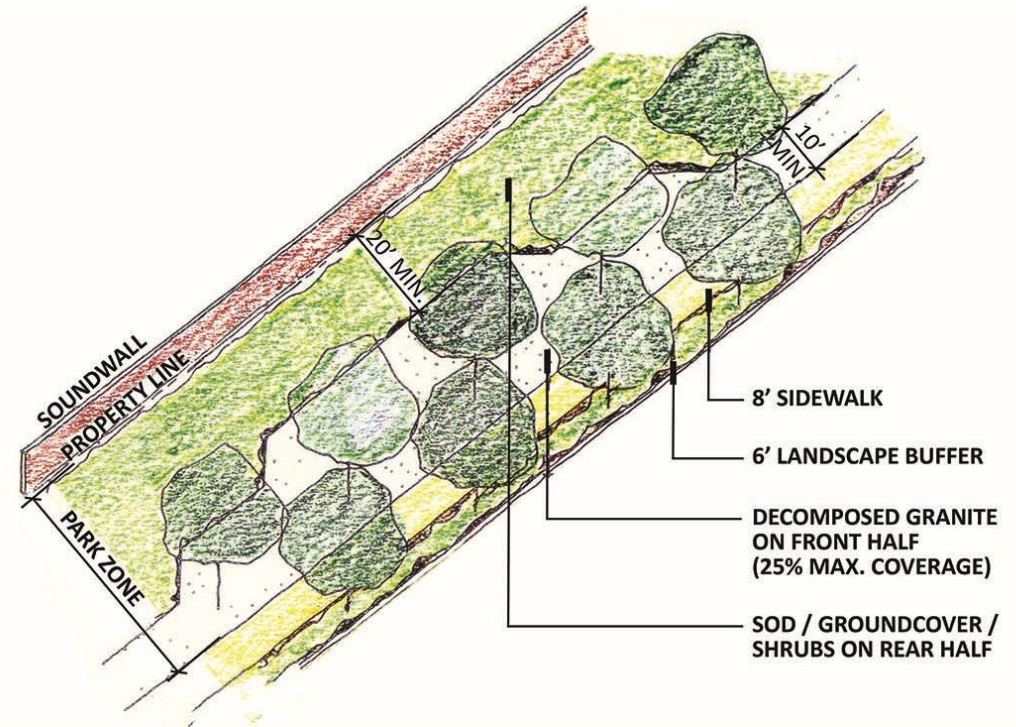 10'
MIN.
20' MIN.
SOUNDWALL
PROPERTY LINE
PARK ZONE
8' SIDEWALK
6' LANDSCAPE BUFFER
DECOMPOSED GRANITE
ON FRONT HALF
(25% MAX. COVERAGE)
SOD / GROUNDCOVER /
SHRUBS ON REAR HALF